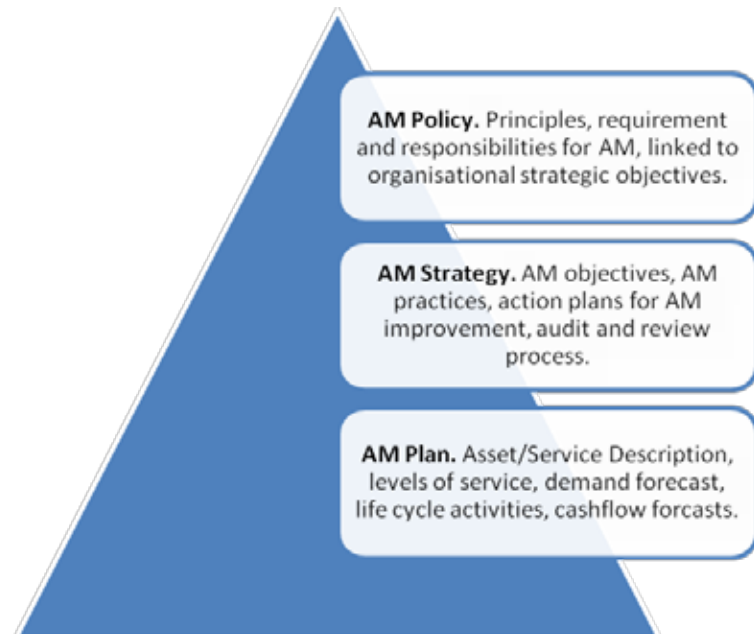 AM Policy. Principles, requirement
and responsibilities for AM, linked to
organisational strategic objectives.
AM Strategy. AM objectives, AM
practices, action plans for AM
improvement, audit and review
process.
AM Plan. Asset/Service Description,
levels of service, demand forecast,
life cycle activities, cashflow forcasts.